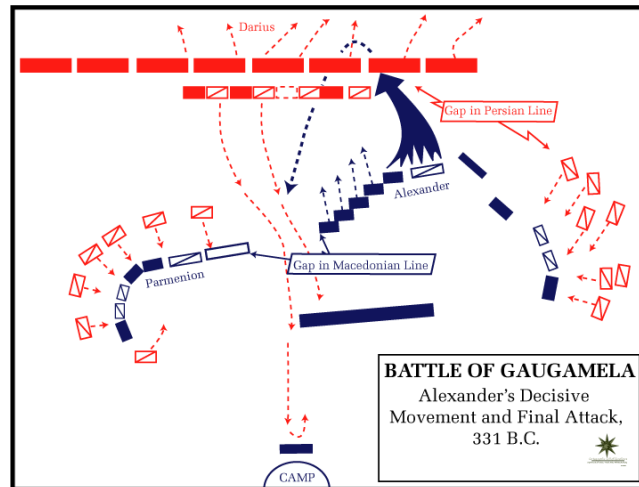 Darius
Gap in Persian Line
Alexander
Gap in Macedonian Line
Parmenion
BATTLE OF GAUGAMELA
Alexander's Decisive
Movement and Final Attack,
331 B.C.
CAMP